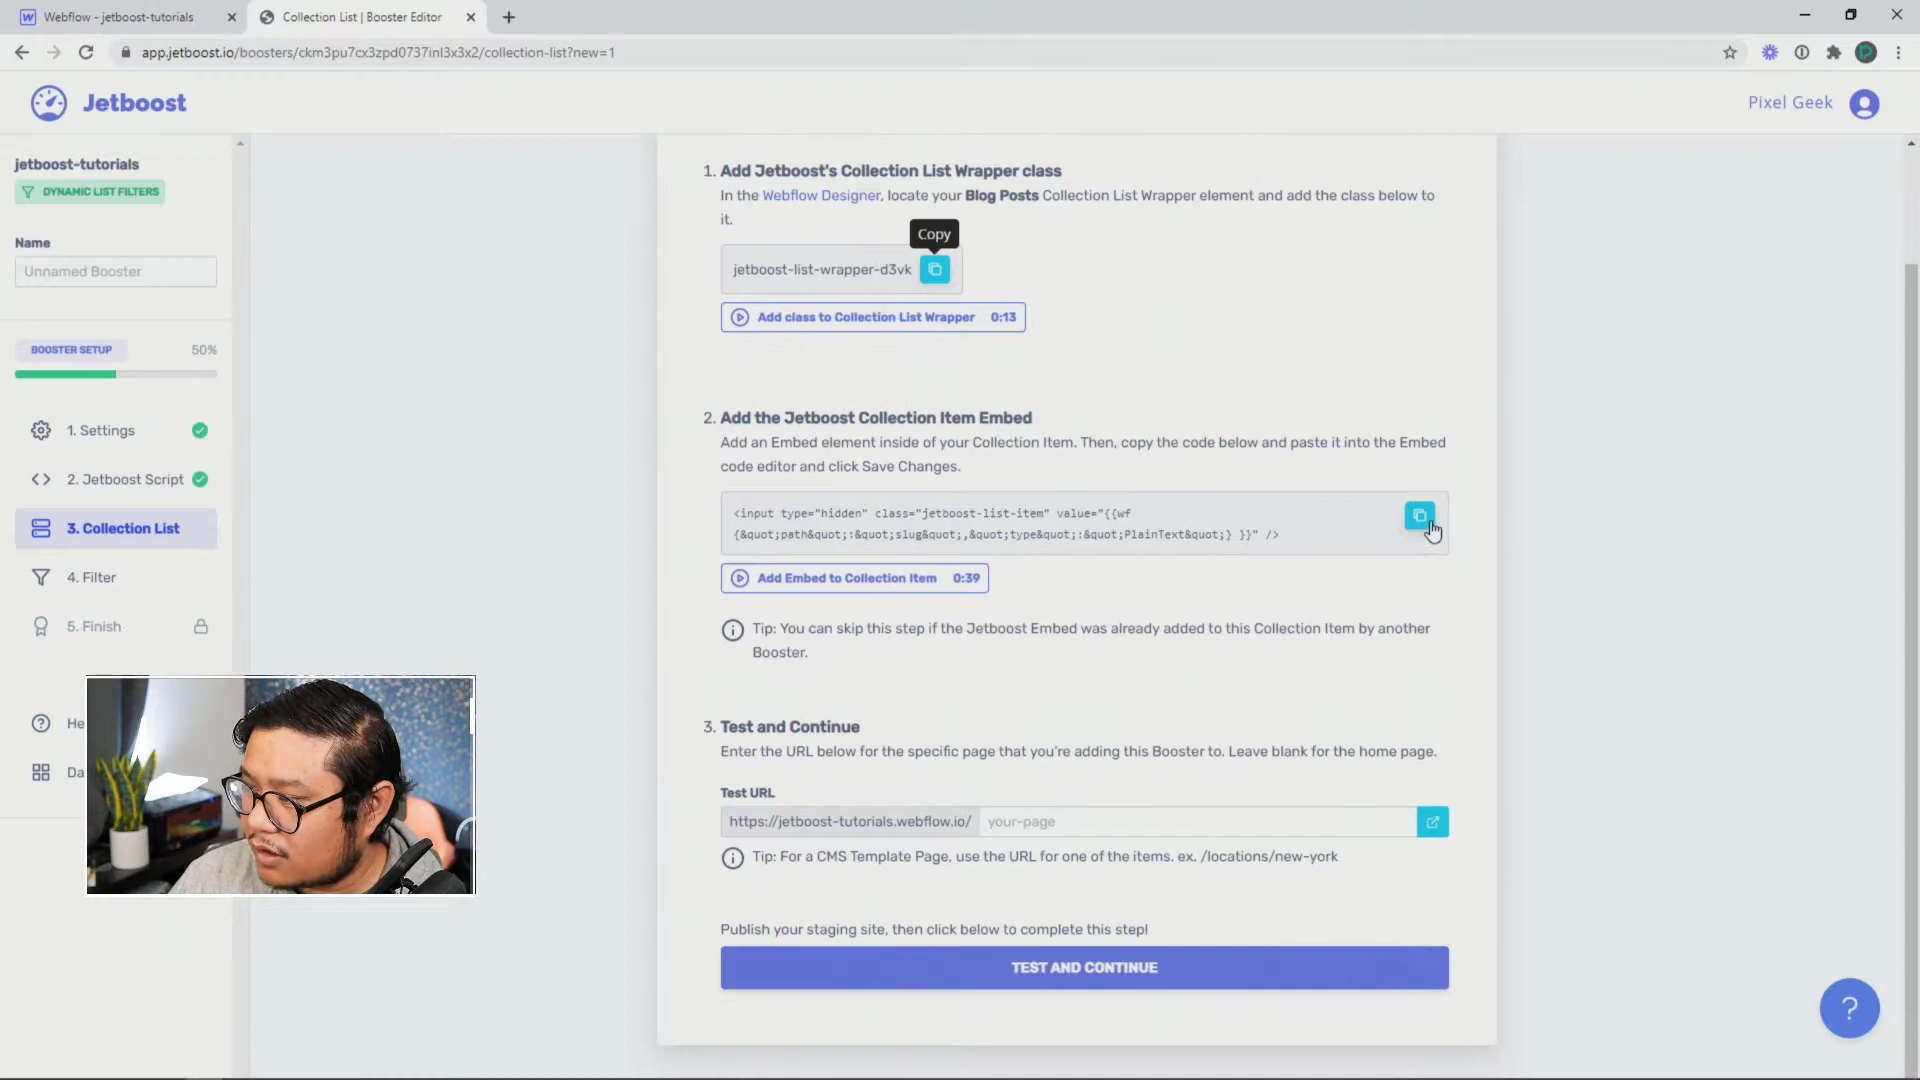 Webflow - jetboost-tutorials
Collection List | Booster Editor
app.jetboost.io/boosters/ckm3pu7cx3zpd0737inl3x3x2/collection-list?new=1
Jetboost
Pixel Geek
jetboost-tutorials
DYNAMIC LIST FILTERS
Name
Unnamed Booster
BOOSTER SETUP 50%
1. Settings
2. Jetboost Script
3. Collection List
4. Filter
5. Finish
He
Da
1. Add Jetboost's Collection List Wrapper class
In the Webflow Designer, locate your Blog Posts Collection List Wrapper element and add the class below to
it.
Copy
jetboost-list-wrapper-d3vk
Add class to Collection List Wrapper 0:13
2. Add the Jetboost Collection Item Embed
Add an Embed element inside of your Collection Item. Then, copy the code below and paste it into the Embed
code editor and click Save Changes.
<input type="hidden" class="jetboost-list-item" value="{{wf
{&quot;path&quot;:&quot;slug&quot;,&quot;type&quot;:&quot;PlainText&quot;} }}" />
Add Embed to Collection Item 0:39
Tip: You can skip this step if the Jetboost Embed was already added to this Collection Item by another
Booster.
3. Test and Continue
Enter the URL below for the specific page that you're adding this Booster to. Leave blank for the home page.
Test URL
https://jetboost-tutorials.webflow.io/ your-page
Tip: For a CMS Template Page, use the URL for one of the items. ex. /locations/new-york
Publish your staging site, then click below to complete this step!
TEST AND CONTINUE
?